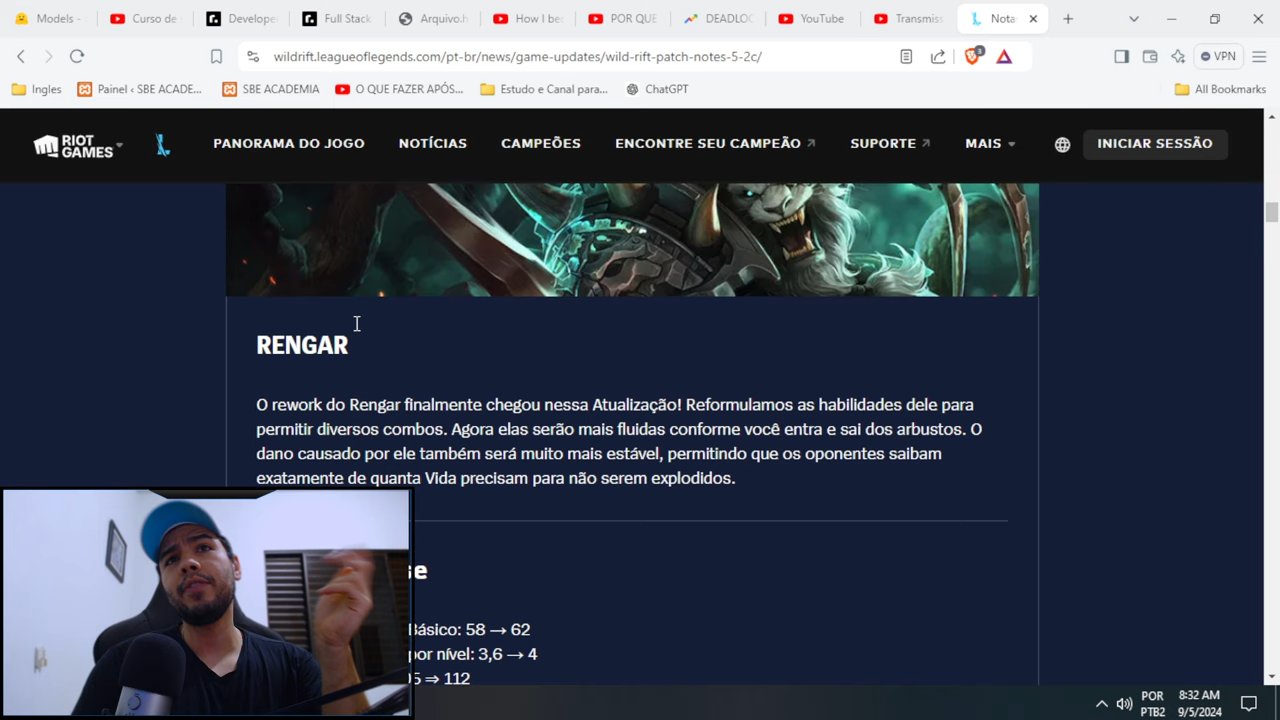 Models -
Curso de
Develope
Full Stack
Arquivo.h
How I be
POR QUE
DEADLOC
YouTube
Transmiss
Nota
wildrift.leagueoflegends.com/pt-br/news/game-updates/wild-rift-patch-notes-5-2c/
3
VPN
Ingles
Painel ‹ SBE ACADE...
SBE ACADEMIA
O QUE FAZER APÓS...
Estudo e Canal para...
ChatGPT
All Bookmarks
RIOT GAMES
PANORAMA DO JOGO
NOTÍCIAS
CAMPEÕES
ENCONTRE SEU CAMPEÃO
SUPORTE
MAIS
INICIAR SESSÃO
RENGAR
O rework do Rengar finalmente chegou nessa Atualização! Reformulamos as habilidades dele para
permitir diversos combos. Agora elas serão mais fluidas conforme você entra e sai dos arbustos. O
dano causado por ele também será muito mais estável, permitindo que os oponentes saibam
exatamente de quanta Vida precisam para não serem explodidos.
se
Básico: 58 → 62
por nível: 3,6 → 4
5 → 112
POR
PTB2
8:32 AM
9/5/2024